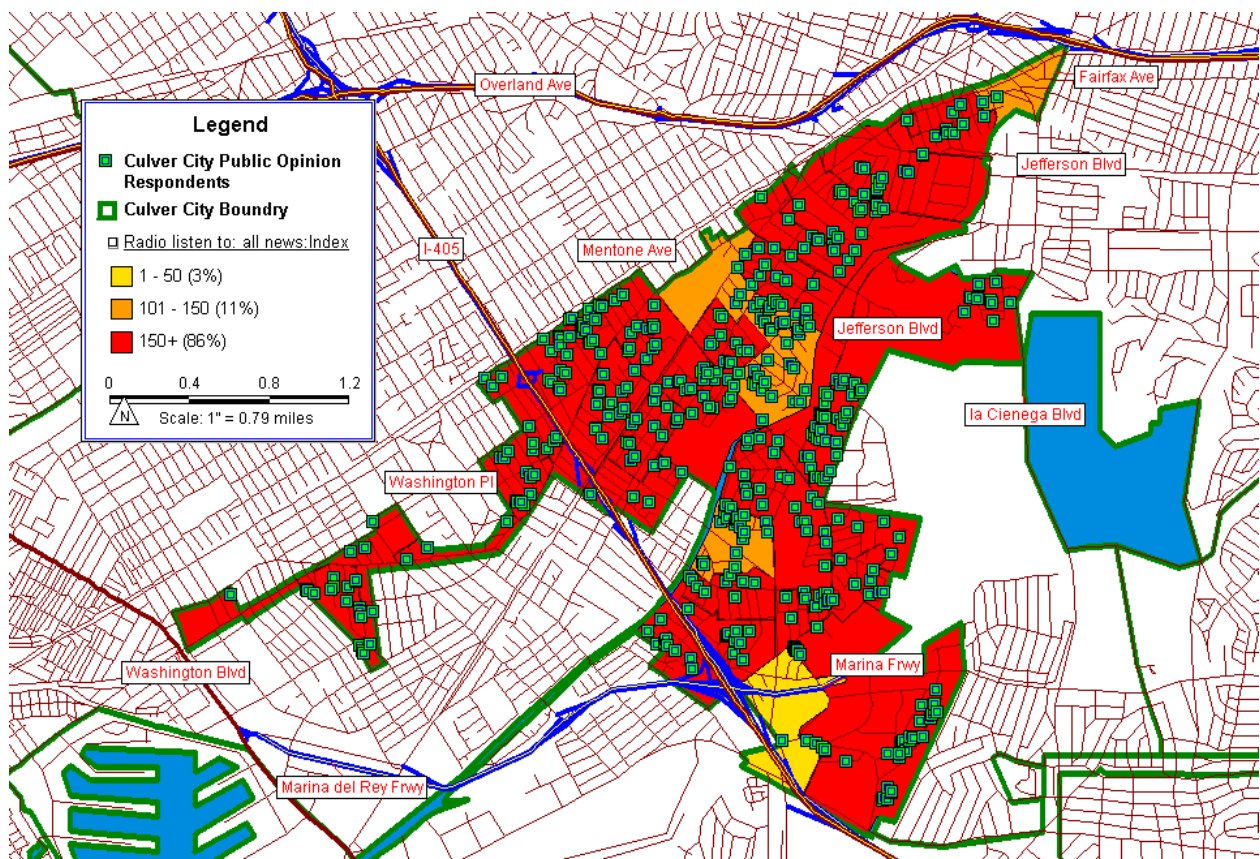 Overland Ave
Fairfax Ave
Legend
Culver City Public Opinion
Respondents
Culver City Boundry
Radio listen to: all news:Index
1 - 50 (3%)
101 - 150 (11%)
150+ (86%)
0 0.4 0.8 1.2
N
Scale: 1" = 0.79 miles
Jefferson Blvd
I-405
Mentone Ave
Jefferson Blvd
la Cienega Blvd
Washington Pl
Washington Blvd
Marina Frwy
Marina del Rey Frwy